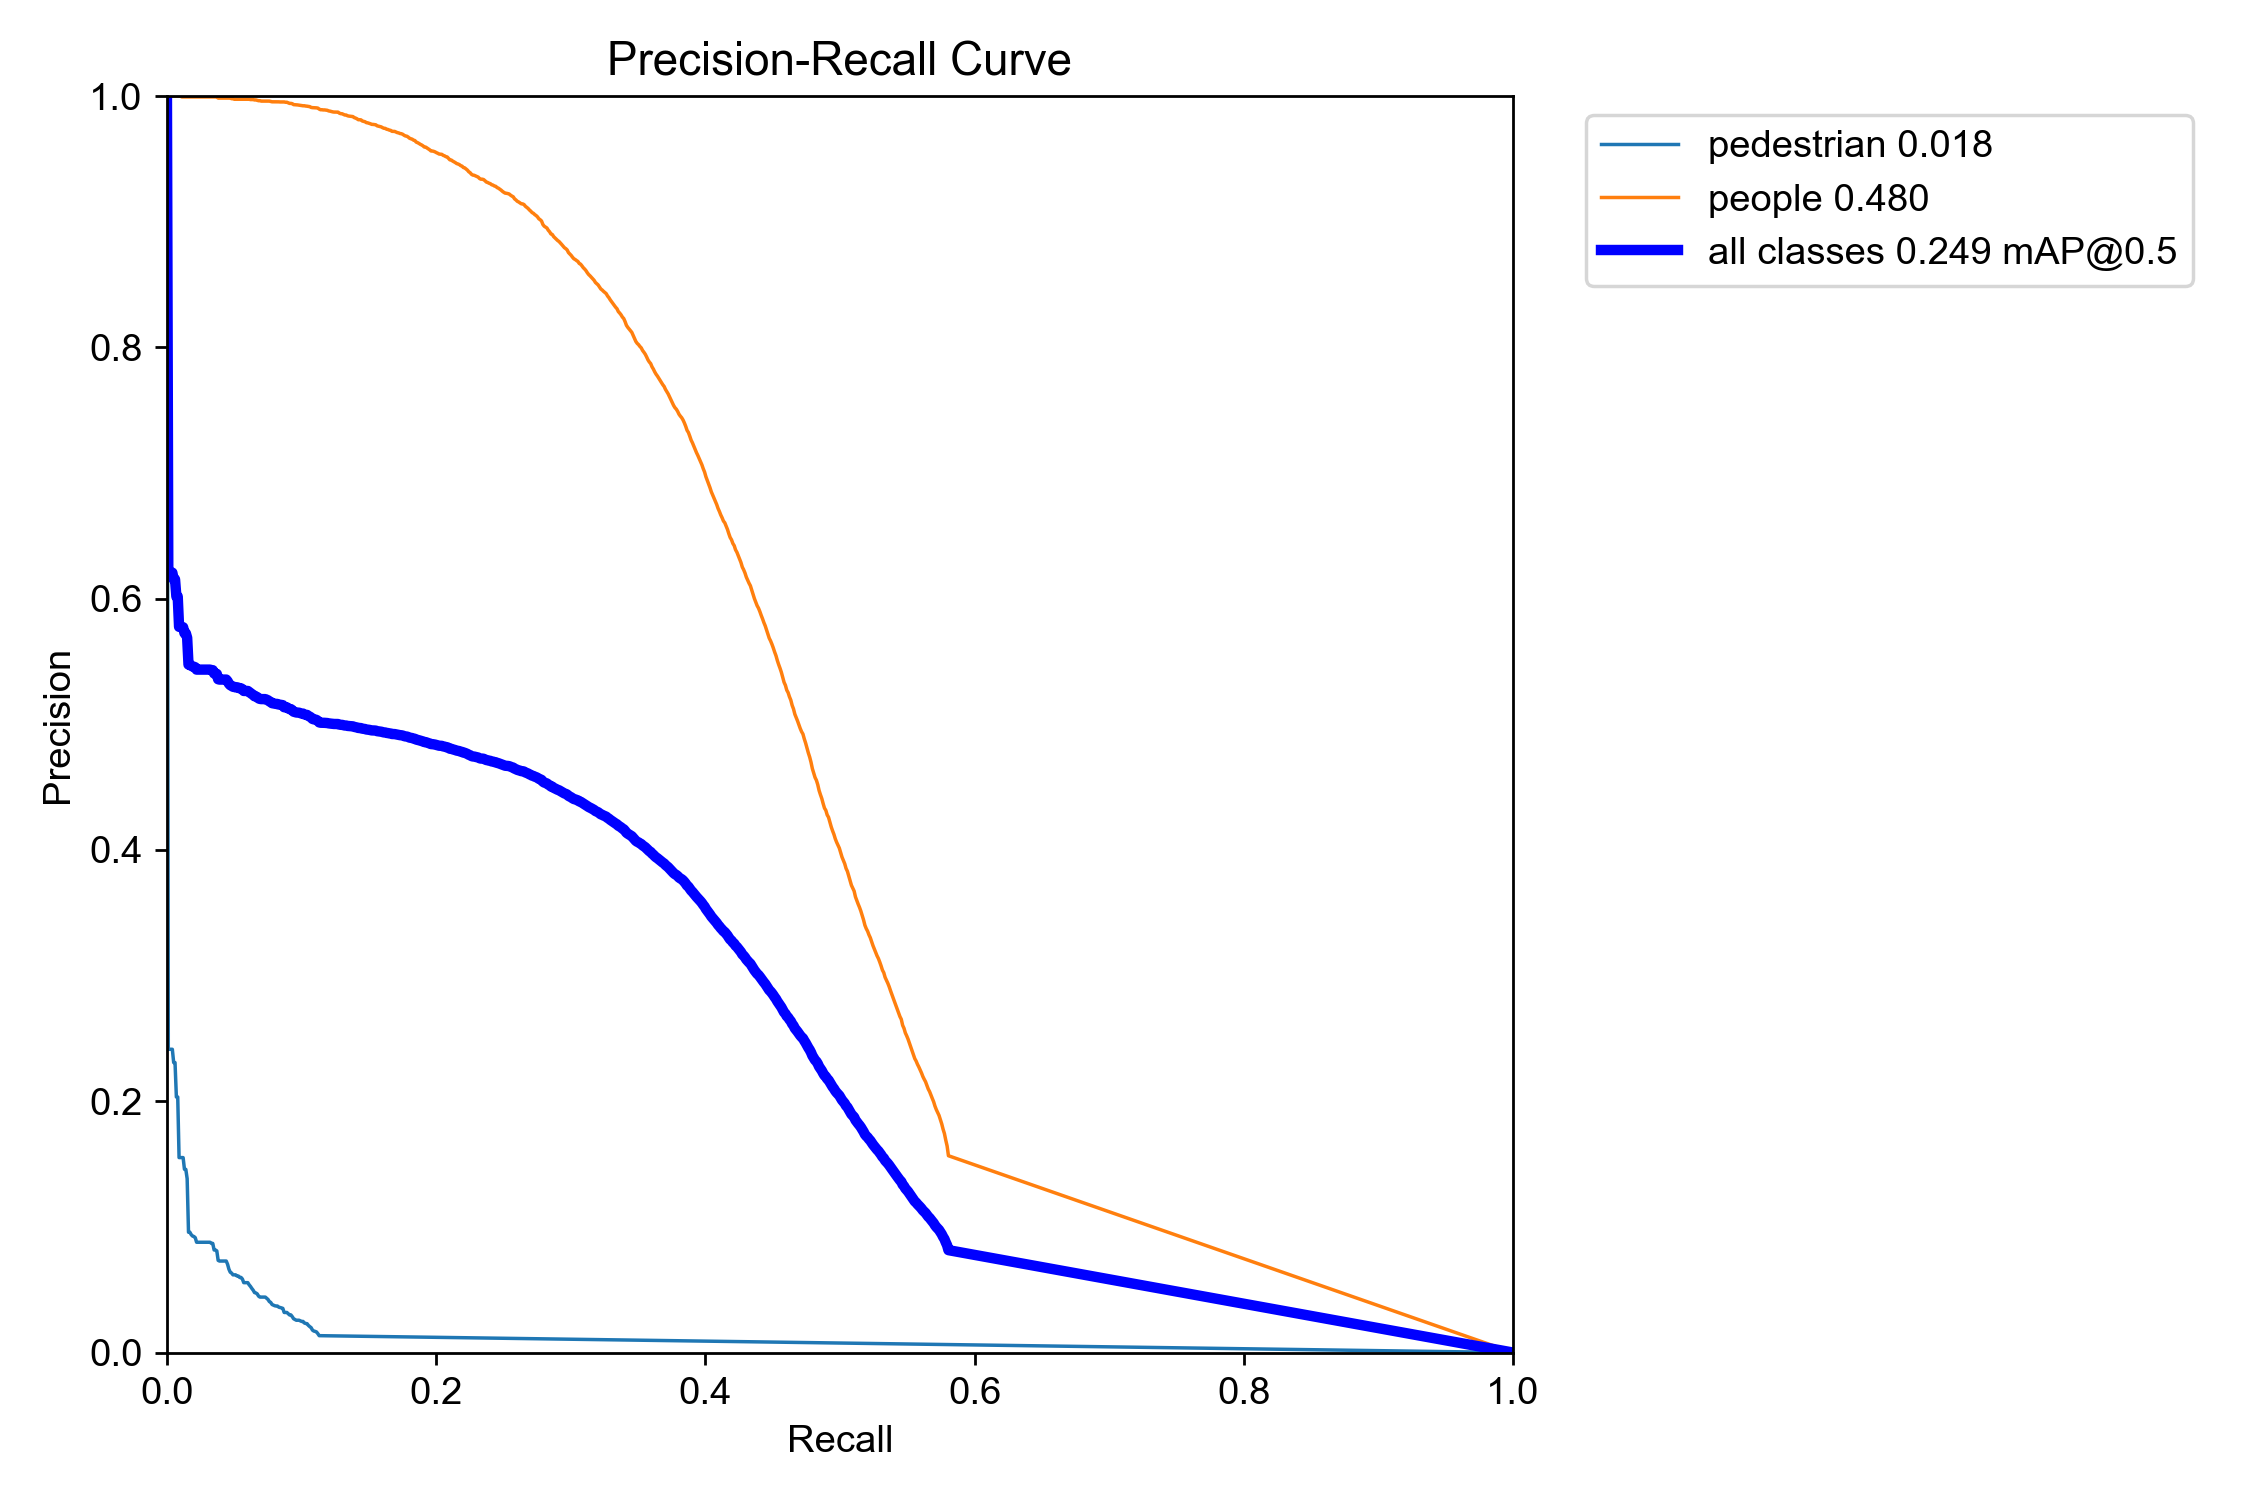 Precision-Recall Curve
1.0
0.8
0.6
0.4
0.2
0.0
Precision
0.0 0.2 0.4 0.6 0.8 1.0
Recall
pedestrian 0.018
people 0.480
all classes 0.249 mAP@0.5